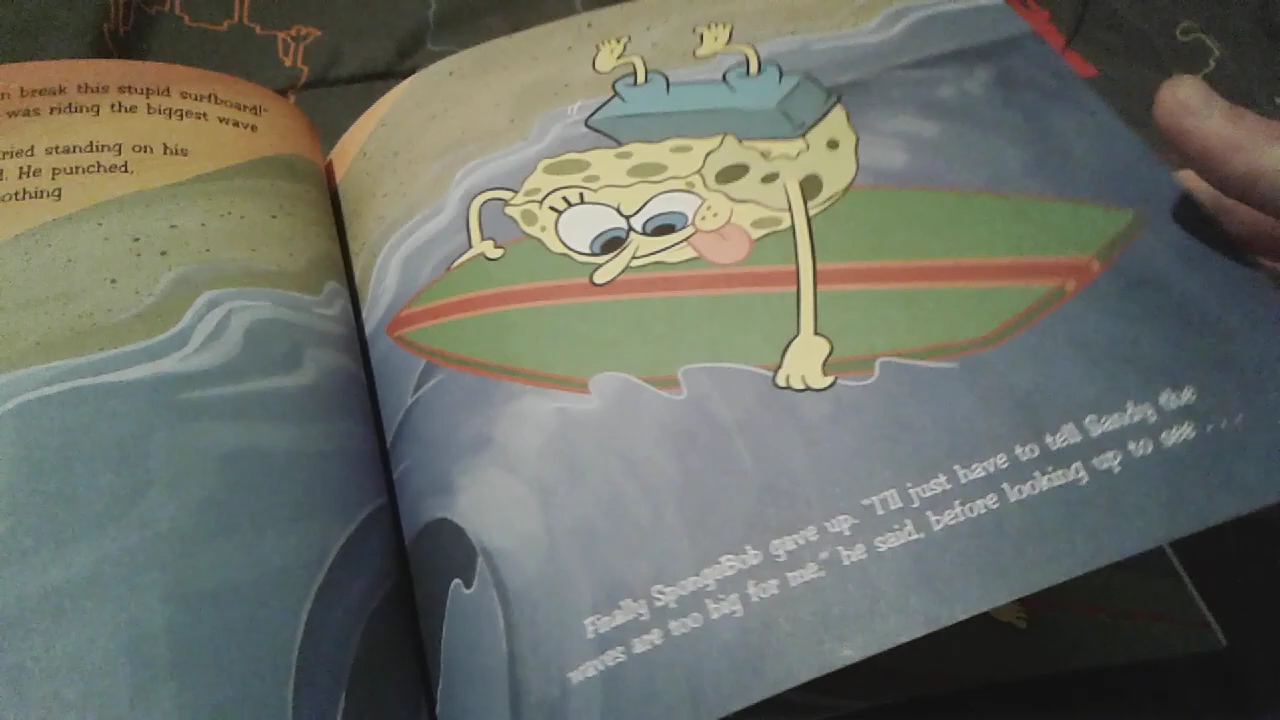 n break this stupid surfboard!-
was riding the biggest wave
ried standing on his
. He punched,
othing
Finally SpongeBob gave up. "I'll just have to tell Sandy the
waves are too big for me," he said, before looking up to see . . .